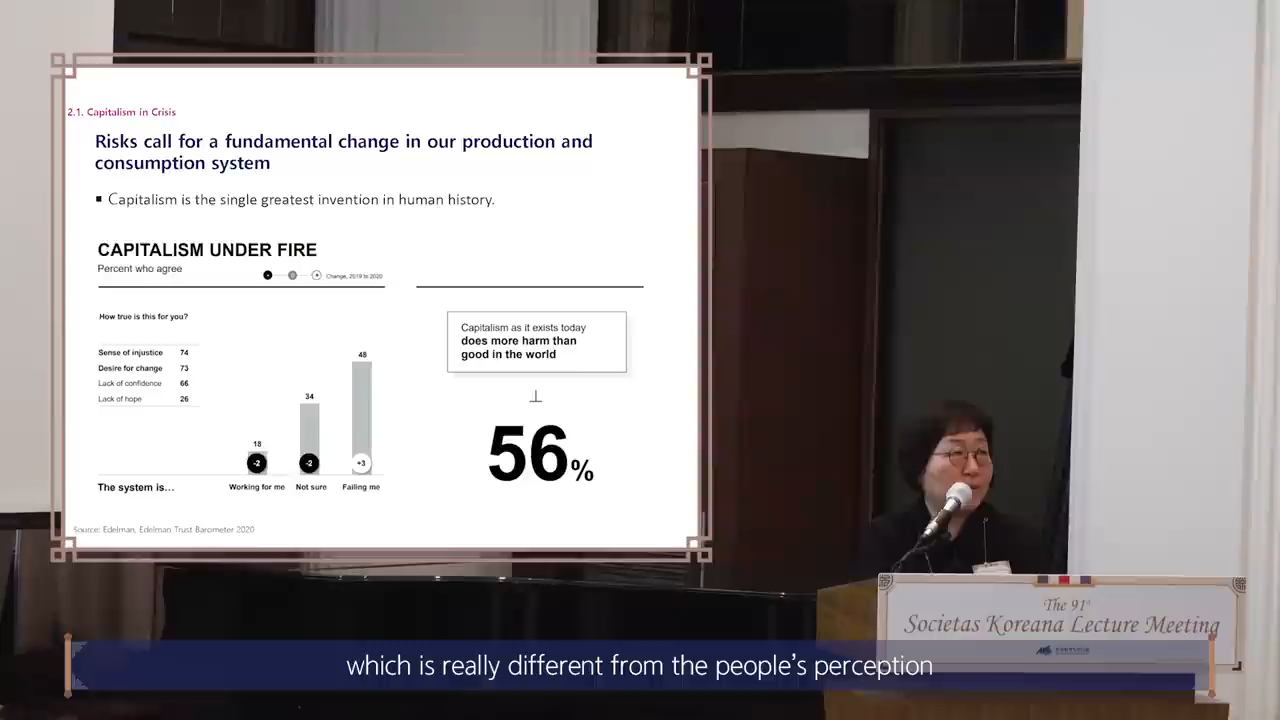 2.1. Capitalism in Crisis
Risks call for a fundamental change in our production and
consumption system
▪ Capitalism is the single greatest invention in human history.
CAPITALISM UNDER FIRE
Percent who agree
Change, 2019 to 2020
How true is this for you?
Sense of injustice 74
Desire for change 73
Lack of confidence 66
Lack of hope 26
18
34
48
-2
-2
+3
The system is…
Working for me
Not sure
Failing me
Capitalism as it exists today
does more harm than
good in the world
56%
Source: Edelman, Edelman Trust Barometer 2020
The 91st
Societas Koreana Lecture Meeting
which is really different from the people's perception